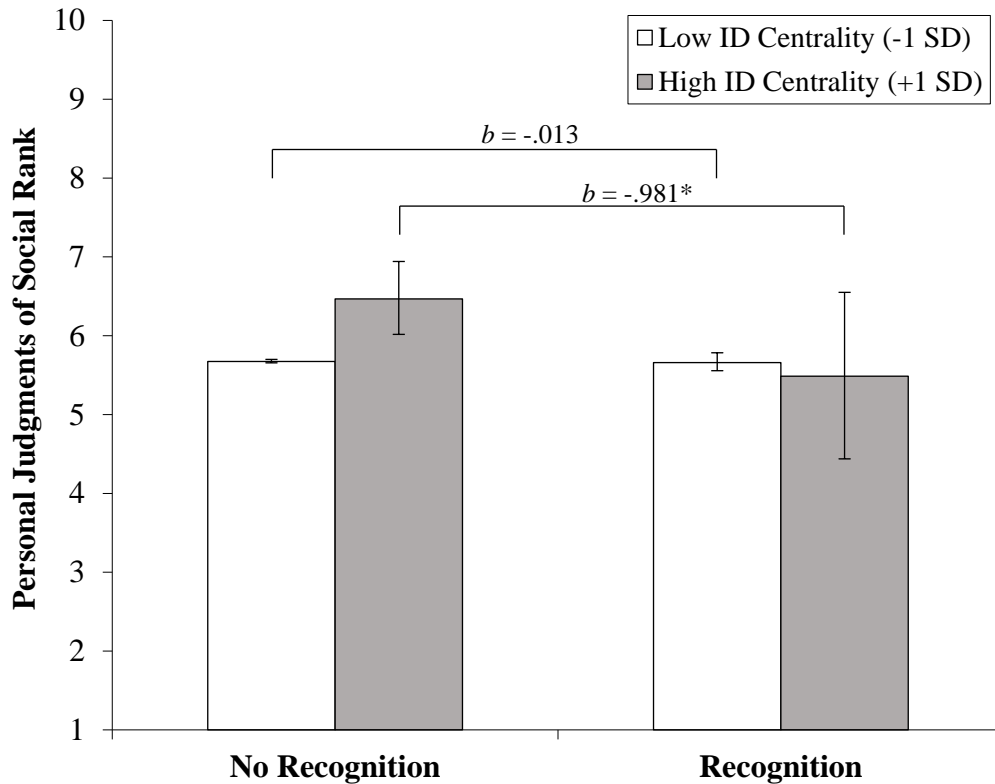 10
9
8
7
6
5
4
3
2
1
Personal Judgments of Social Rank
Low ID Centrality (-1 SD)
High ID Centrality (+1 SD)
b = -.013
b = -.981*
No Recognition
Recognition